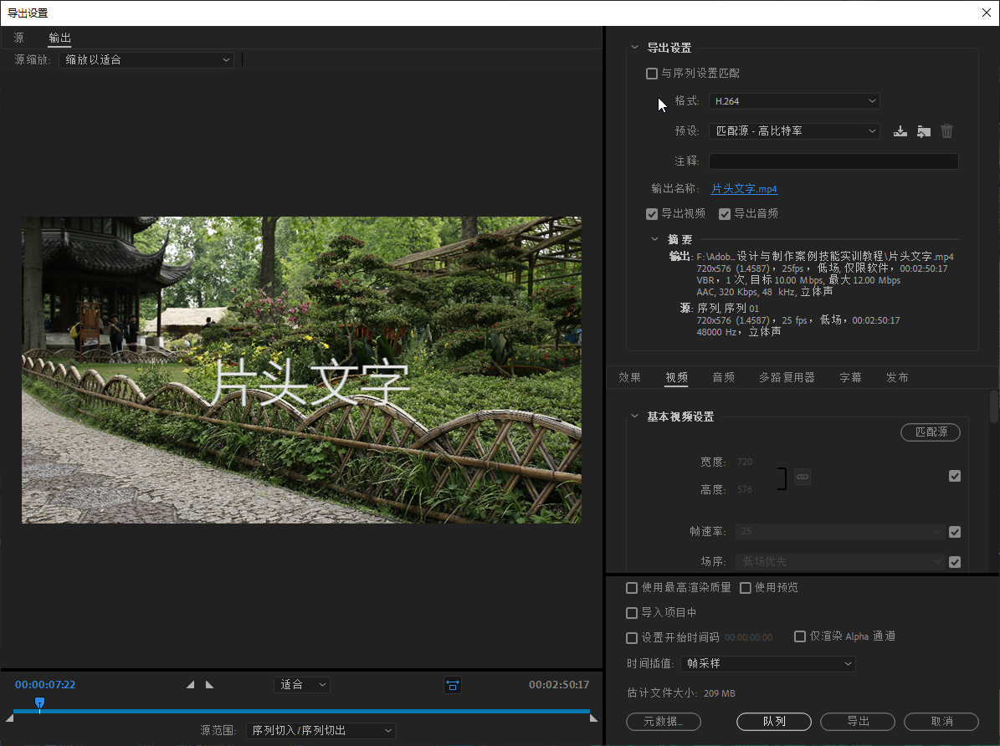 导出设置
源 输出
源缩放: 缩放以适合
片头文字
00:00:07:22 适合 00:02:50:17
源范围: 序列切入/序列切出
导出设置
与序列设置匹配
格式: H.264
预设: 匹配源 - 高比特率
注释:
输出名称: 片头文字.mp4
导出视频 导出音频
摘要
输出: F:\Adob...设计与制作案例技能实训教程\片头文字.mp4
720x576 (1.4587), 25fps, 低场, 仅限软件, 00:02:50:17
VBR, 1 次, 目标 10.00 Mbps, 最大 12.00 Mbps
AAC, 320 Kbps, 48 kHz, 立体声
源: 序列, 序列 01
720x576 (1.4587), 25 fps, 低场, 00:02:50:17
48000 Hz, 立体声
效果 视频 音频 多路复用器 字幕 发布
基本视频设置
匹配源
宽度: 720
高度: 576
帧速率: 25
场序: 低场优先
使用最高渲染质量 使用预览
导入项目中
设置开始时间码 00:00:00:00 仅渲染 Alpha 通道
时间插值: 帧采样
估计文件大小: 209 MB
元数据... 队列 导出 取消